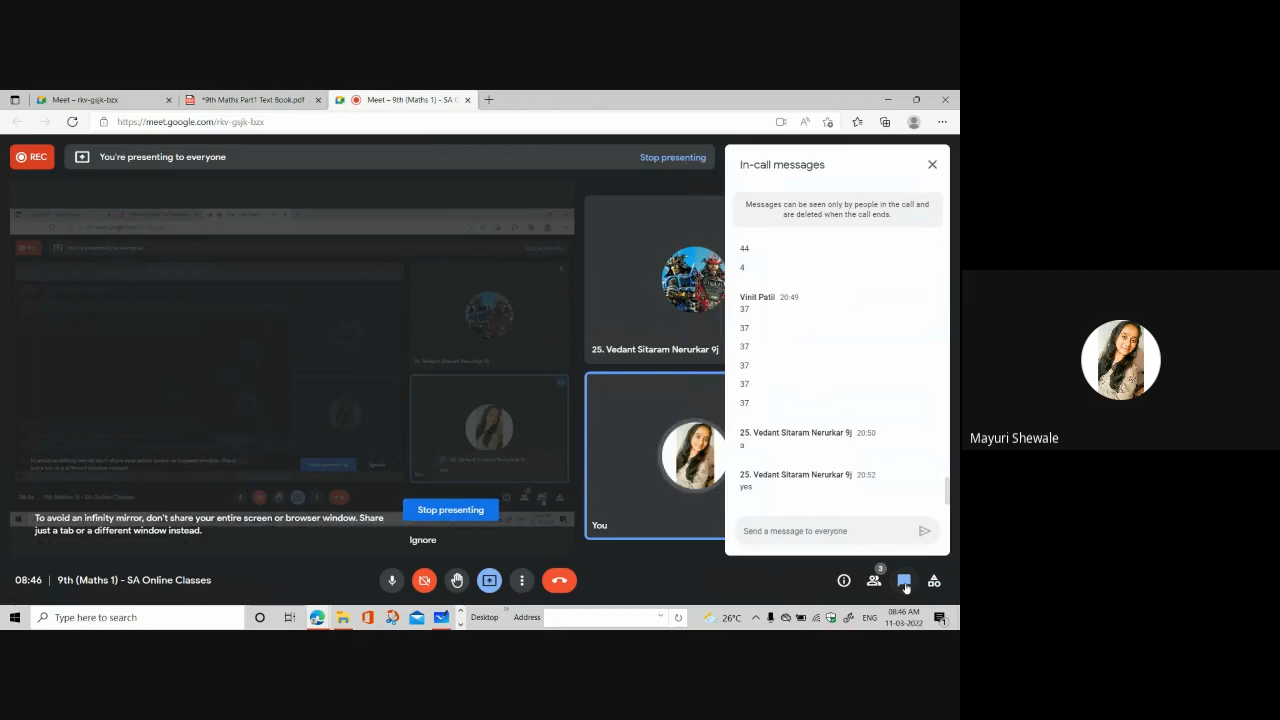 Meet – rkv-gsjk-bzx
*9th Maths Part1 Text Book.pdf
Meet – 9th (Maths 1) - SA
https://meet.google.com/rkv-gsjk-bzx
REC
You're presenting to everyone
Stop presenting
In-call messages
Messages can be seen only by people in the call and
are deleted when the call ends.
44
4
Vinit Patil 20:49
37
37
37
37
37
37
25. Vedant Sitaram Nerurkar 9j 20:50
a
25. Vedant Sitaram Nerurkar 9j 20:52
yes
Send a message to everyone
25. Vedant Sitaram Nerurkar 9j
You
To avoid an infinity mirror, don't share your entire screen or browser window. Share
just a tab or a different window instead.
Stop presenting
Ignore
08:46 | 9th (Maths 1) - SA Online Classes
3
Type here to search
Desktop
Address
26°C
ENG
08:46 AM
11-03-2022
1
Mayuri Shewale